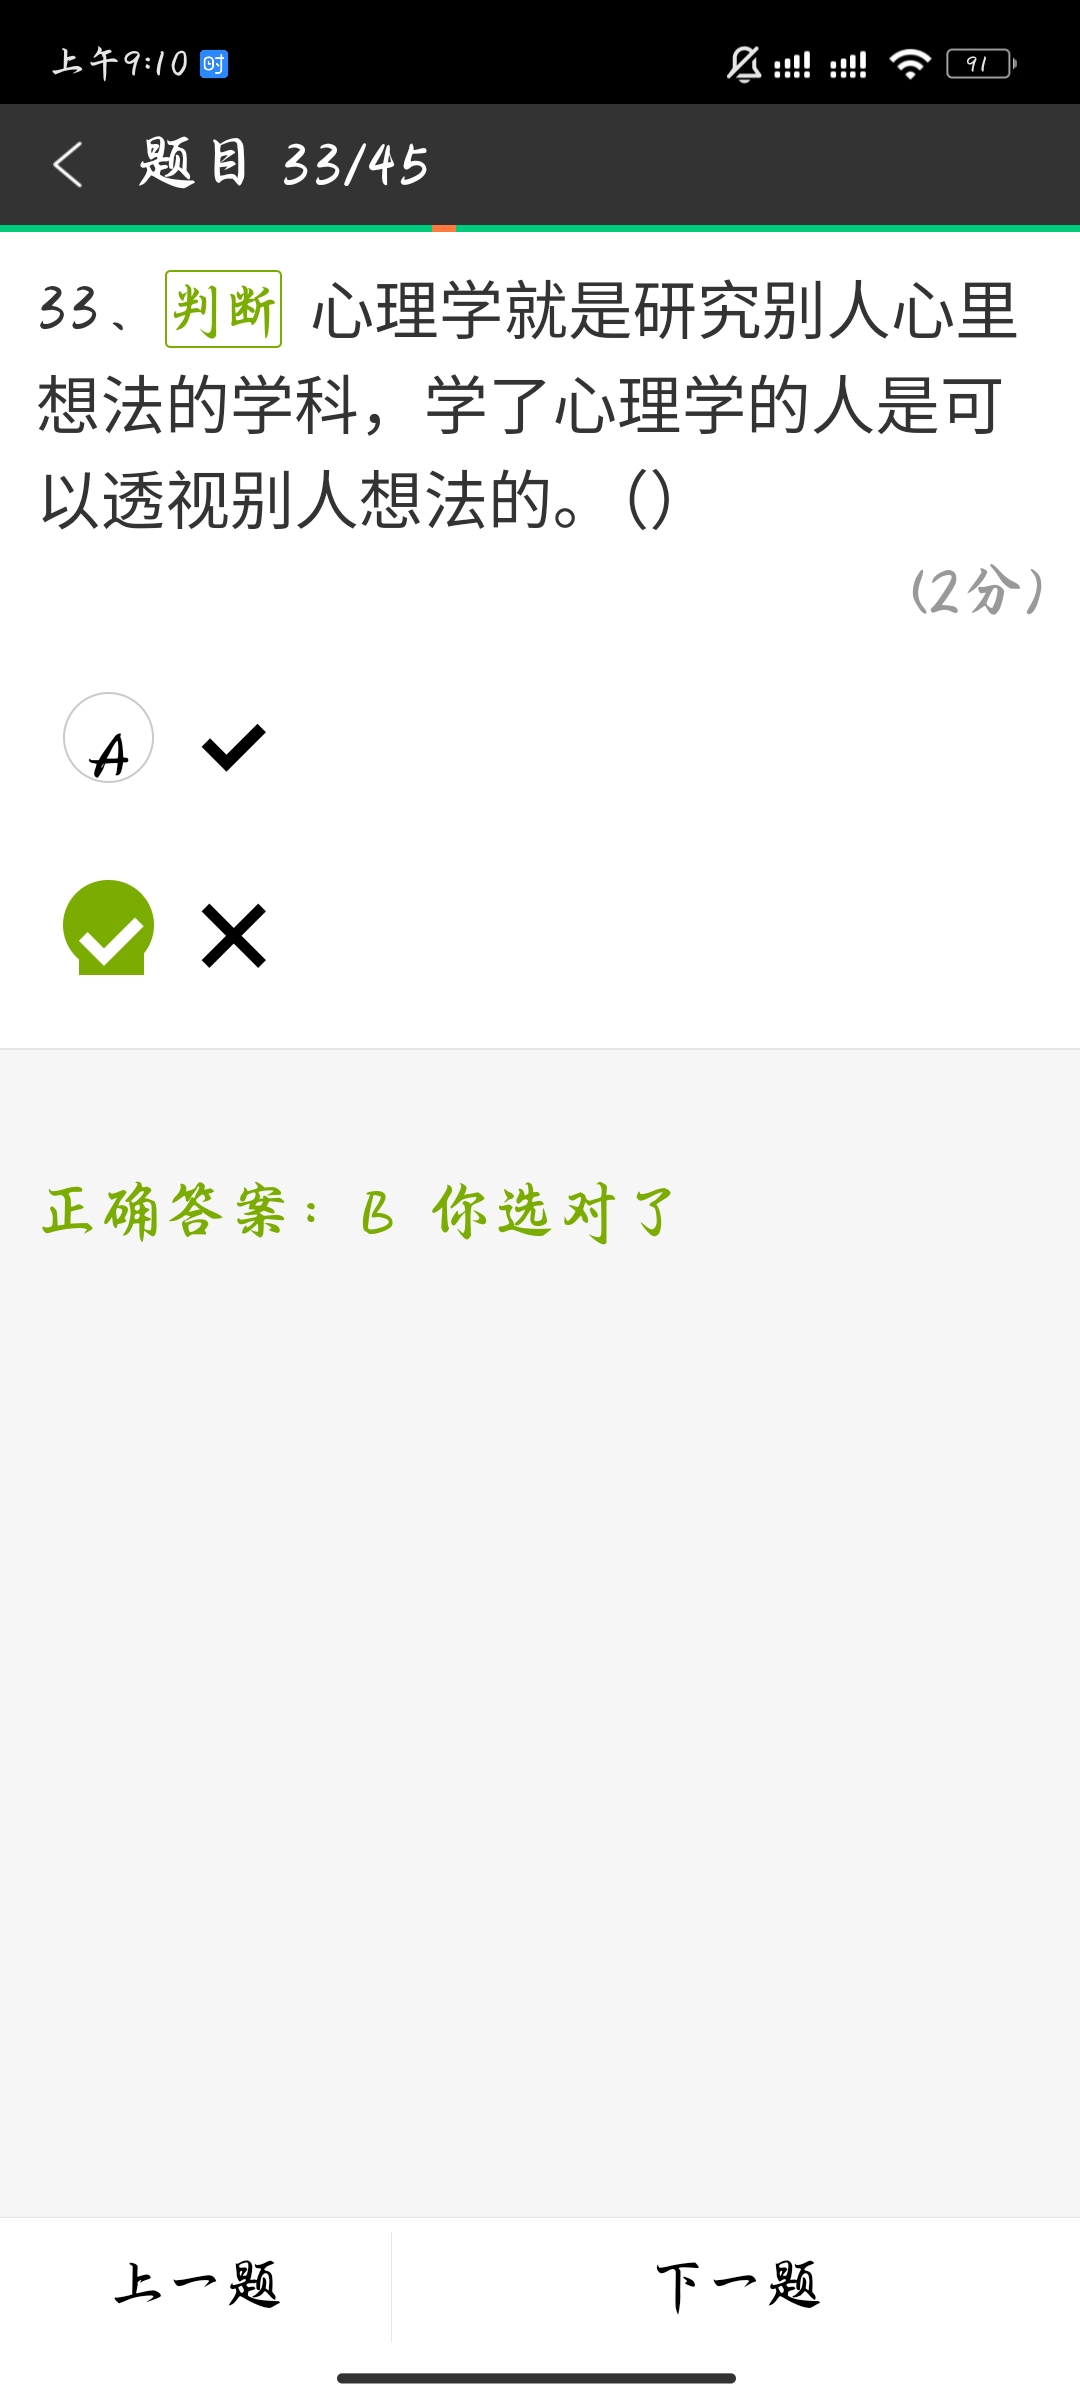 上午9:10 时 91
题目 33/45
33、 判断 心理学就是研究别人心里
想法的学科，学了心理学的人是可
以透视别人想法的。()
(2分)
A
正确答案：B 你选对了
上一题 下一题